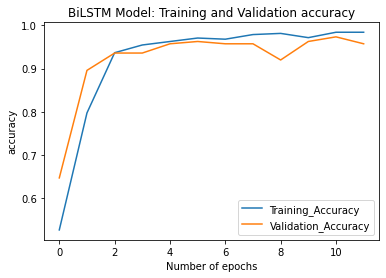 BiLSTM Model: Training and Validation accuracy
1.0
0.9
0.8
0.7
0.6
accuracy
0 2 4 6 8 10
Number of epochs
Training_Accuracy
Validation_Accuracy